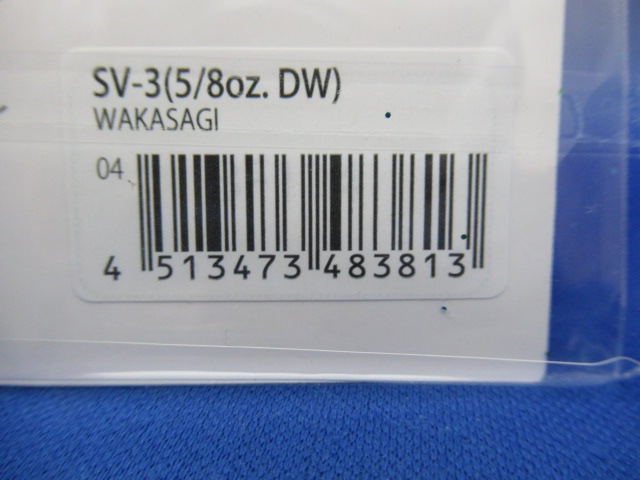 SV-3(5/8oz. DW)
WAKASAGI
04
4 513473 483813